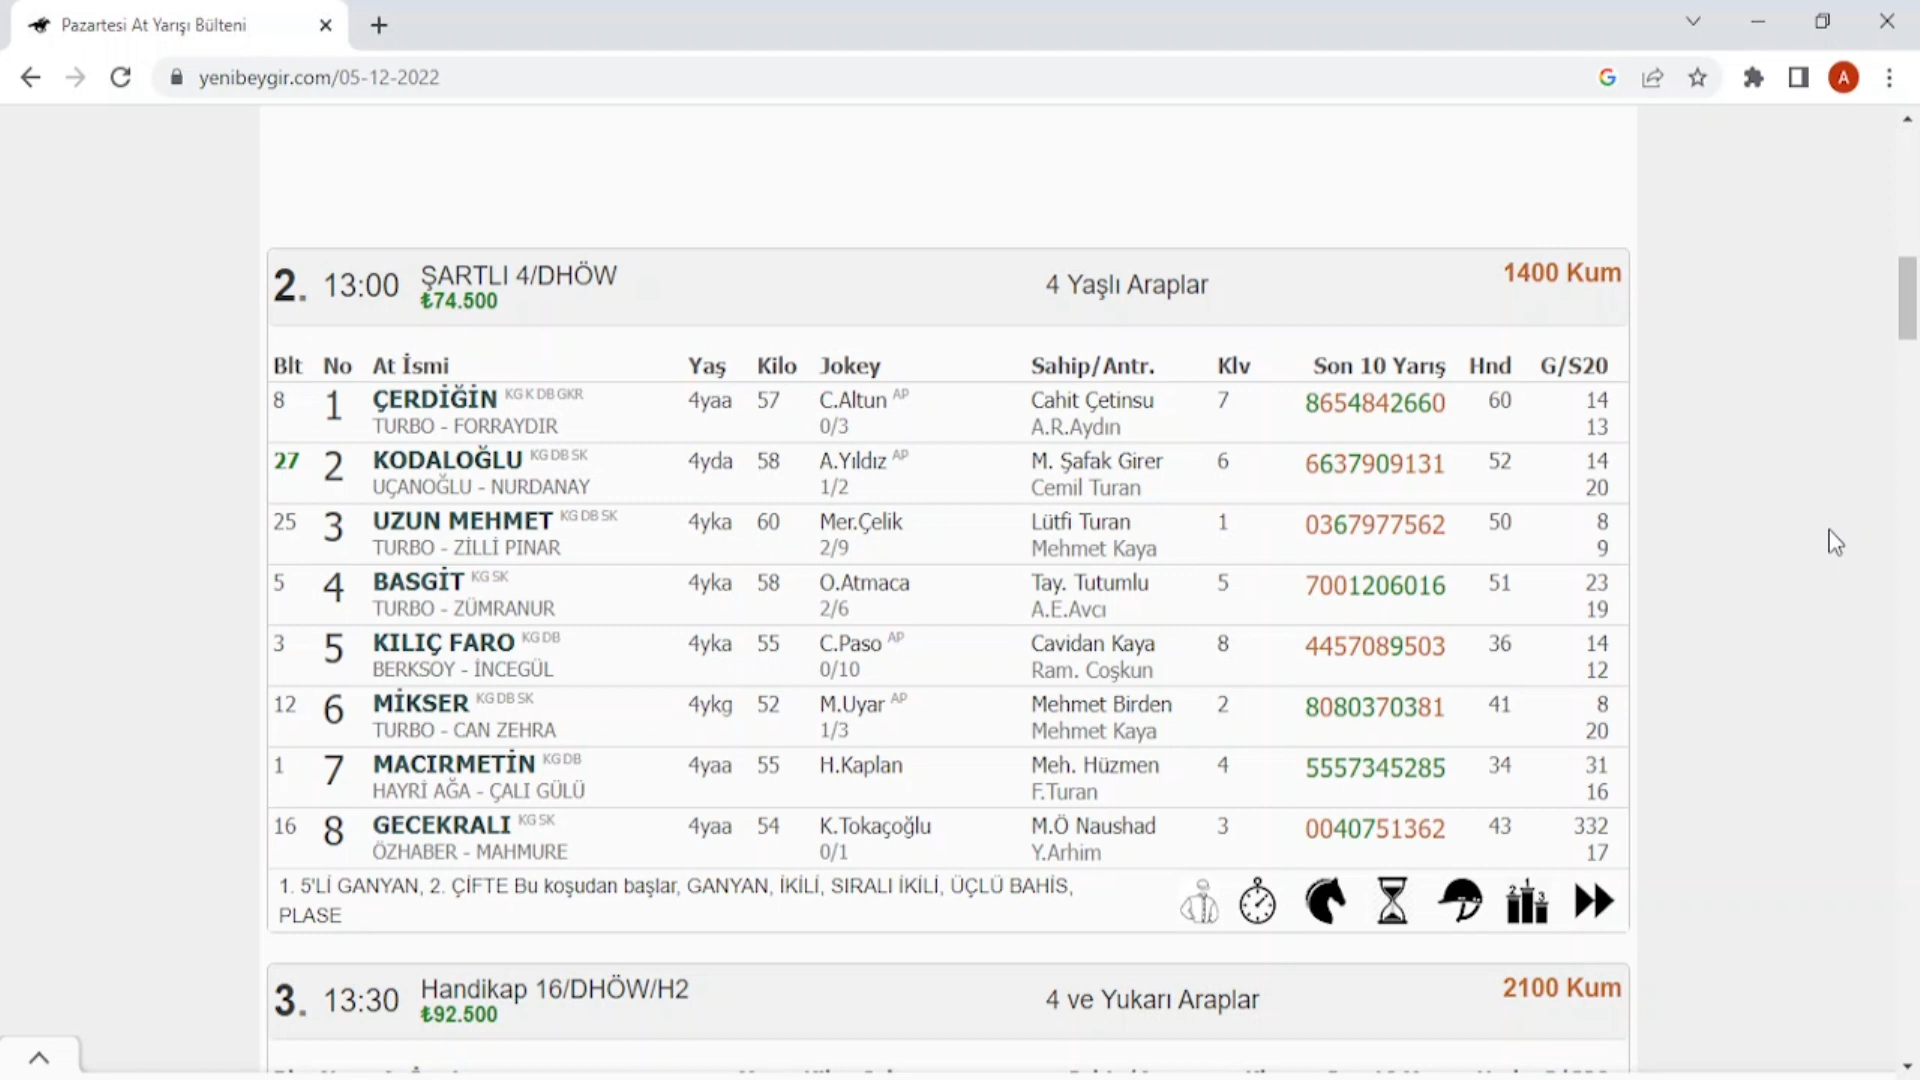 Pazartesi At Yarışı Bülteni
yenibeygir.com/05-12-2022
A
2. 13:00 ŞARTLI 4/DHÖW 4 Yaşlı Araplar 1400 Kum
₺74.500
Blt No At İsmi Yaş Kilo Jokey Sahip/Antr. Klv Son 10 Yarış Hnd G/S20
8 1 ÇERDİĞİN KG K DB GKR 4yaa 57 C.Altun AP Cahit Çetinsu 7 8654842660 60 14
TURBO - FORRAYDIR 0/3 A.R.Aydın 13
27 2 KODALOĞLU KG DB SK 4yda 58 A.Yıldız AP M. Şafak Girer 6 6637909131 52 14
UÇANOĞLU - NURDANAY 1/2 Cemil Turan 20
25 3 UZUN MEHMET KG DB SK 4yka 60 Mer.Çelik Lütfi Turan 1 0367977562 50 8
TURBO - ZİLLİ PINAR 2/9 Mehmet Kaya 9
5 4 BASGİT KG SK 4yka 58 O.Atmaca Tay. Tutumlu 5 7001206016 51 23
TURBO - ZÜMRANUR 2/6 A.E.Avcı 19
3 5 KILIÇ FARO KG DB 4yka 55 C.Paso AP Cavidan Kaya 8 4457089503 36 14
BERKSOY - İNCEGÜL 0/10 Ram. Coşkun 12
12 6 MİKSER KG DB SK 4ykg 52 M.Uyar AP Mehmet Birden 2 8080370381 41 8
TURBO - CAN ZEHRA 1/3 Mehmet Kaya 20
1 7 MACIRMETİN KG DB 4yaa 55 H.Kaplan Meh. Hüzmen 4 5557345285 34 31
HAYRİ AĞA - ÇALI GÜLÜ F.Turan 16
16 8 GECEKRALI KG SK 4yaa 54 K.Tokaçoğlu M.Ö Naushad 3 0040751362 43 332
ÖZHABER - MAHMURE 0/1 Y.Arhim 17
1. 5'Lİ GANYAN, 2. ÇİFTE Bu koşudan başlar, GANYAN, İKİLİ, SIRALI İKİLİ, ÜÇLÜ BAHİS,
PLASE
2 1 3
3. 13:30 Handikap 16/DHÖW/H2 4 ve Yukarı Araplar 2100 Kum
₺92.500